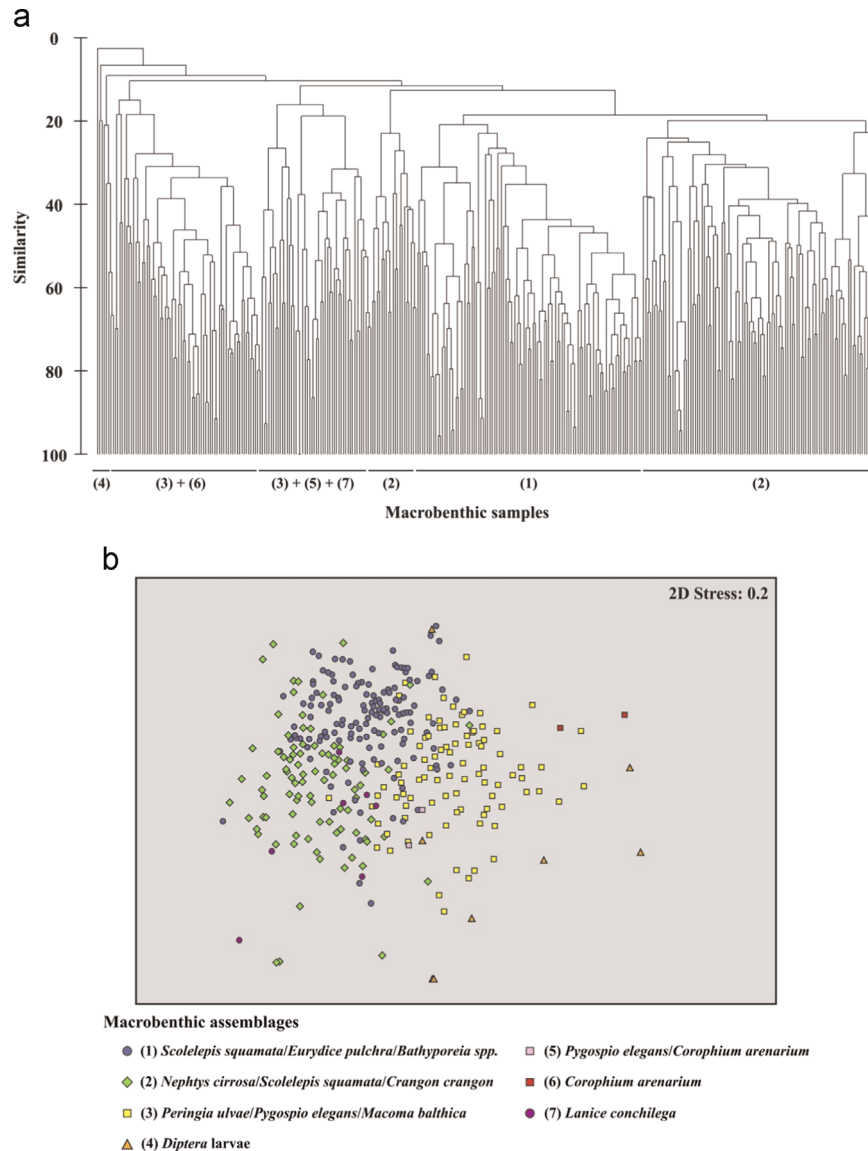 a
0
20
40
60
80
100
Similarity
(4) (3) + (6) (3) + (5) + (7) (2) (1) (2)
Macrobenthic samples
b
2D Stress: 0.2
Macrobenthic assemblages
(1) Scolelepis squamata/Eurydice pulchra/Bathyporeia spp.
(2) Nephtys cirrosa/Scolelepis squamata/Crangon crangon
(3) Peringia ulvae/Pygospio elegans/Macoma balthica
(4) Diptera larvae
(5) Pygospio elegans/Corophium arenarium
(6) Corophium arenarium
(7) Lanice conchilega